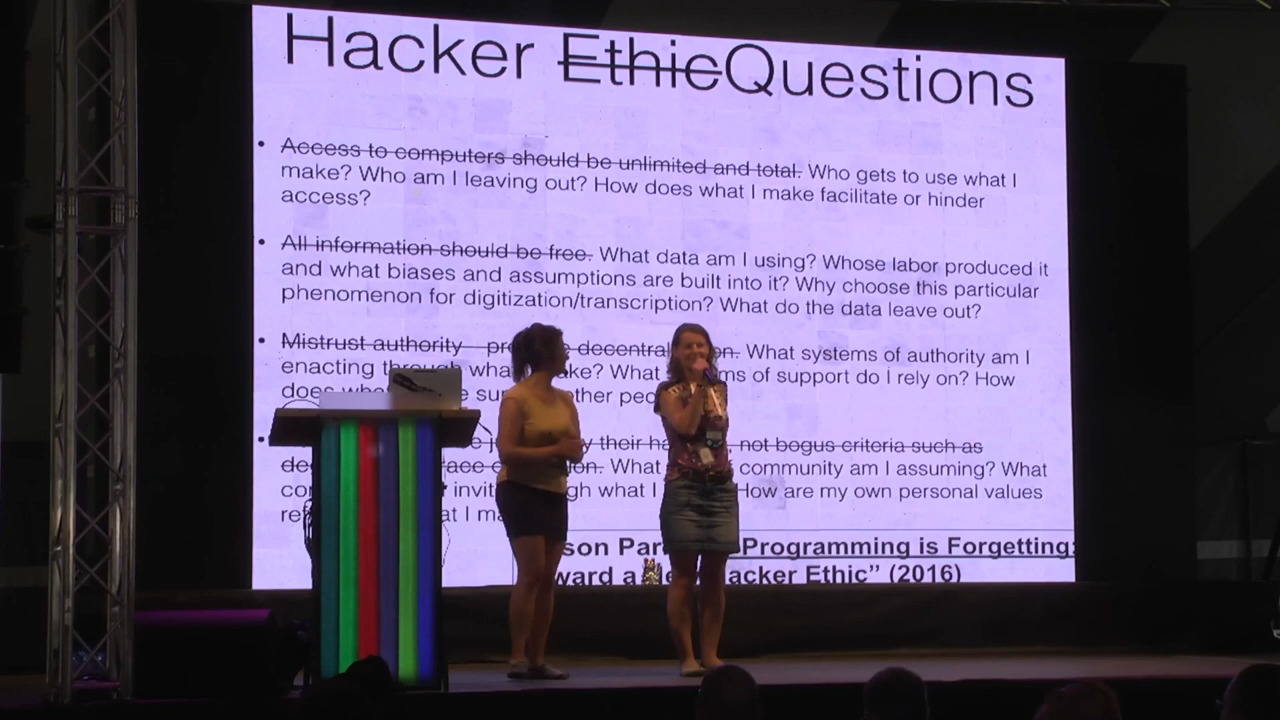 Hacker EthicQuestions
• Access to computers should be unlimited and total. Who gets to use what I
make? Who am I leaving out? How does what I make facilitate or hinder
access?
• All information should be free. What data am I using? Whose labor produced it
and what biases and assumptions are built into it? Why choose this particular
phenomenon for digitization/transcription? What do the data leave out?
• Mistrust authority What systems of authority am I
enacting through What of support do I rely on? How
does
their not bogus criteria such as
What community am I assuming? What
through what I How are my own personal values
Programming is Forgetting:
a Hacker Ethic” (2016)